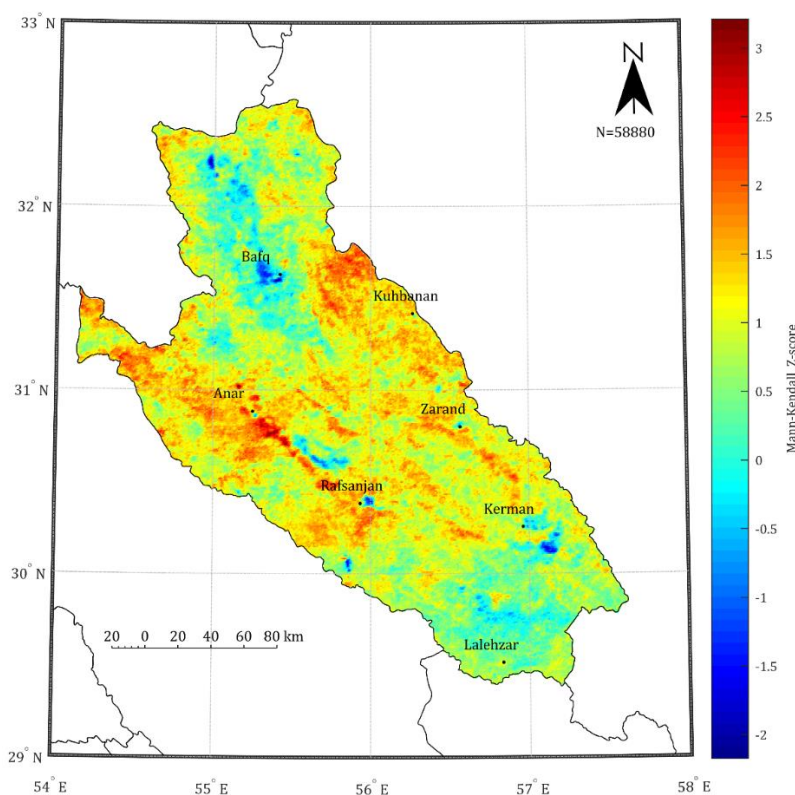 33° N
32° N
31° N
30° N
29° N
54° E
55° E
56° E
57° E
58° E
N
N=58880
Bafq
Kuhbanan
Anar
Zarand
Rafsanjan
Kerman
Lalehzar
20 0 20 40 60 80 km
3
2.5
2
1.5
1
0.5
0
-0.5
-1
-1.5
-2
Mann-Kendall Z-score